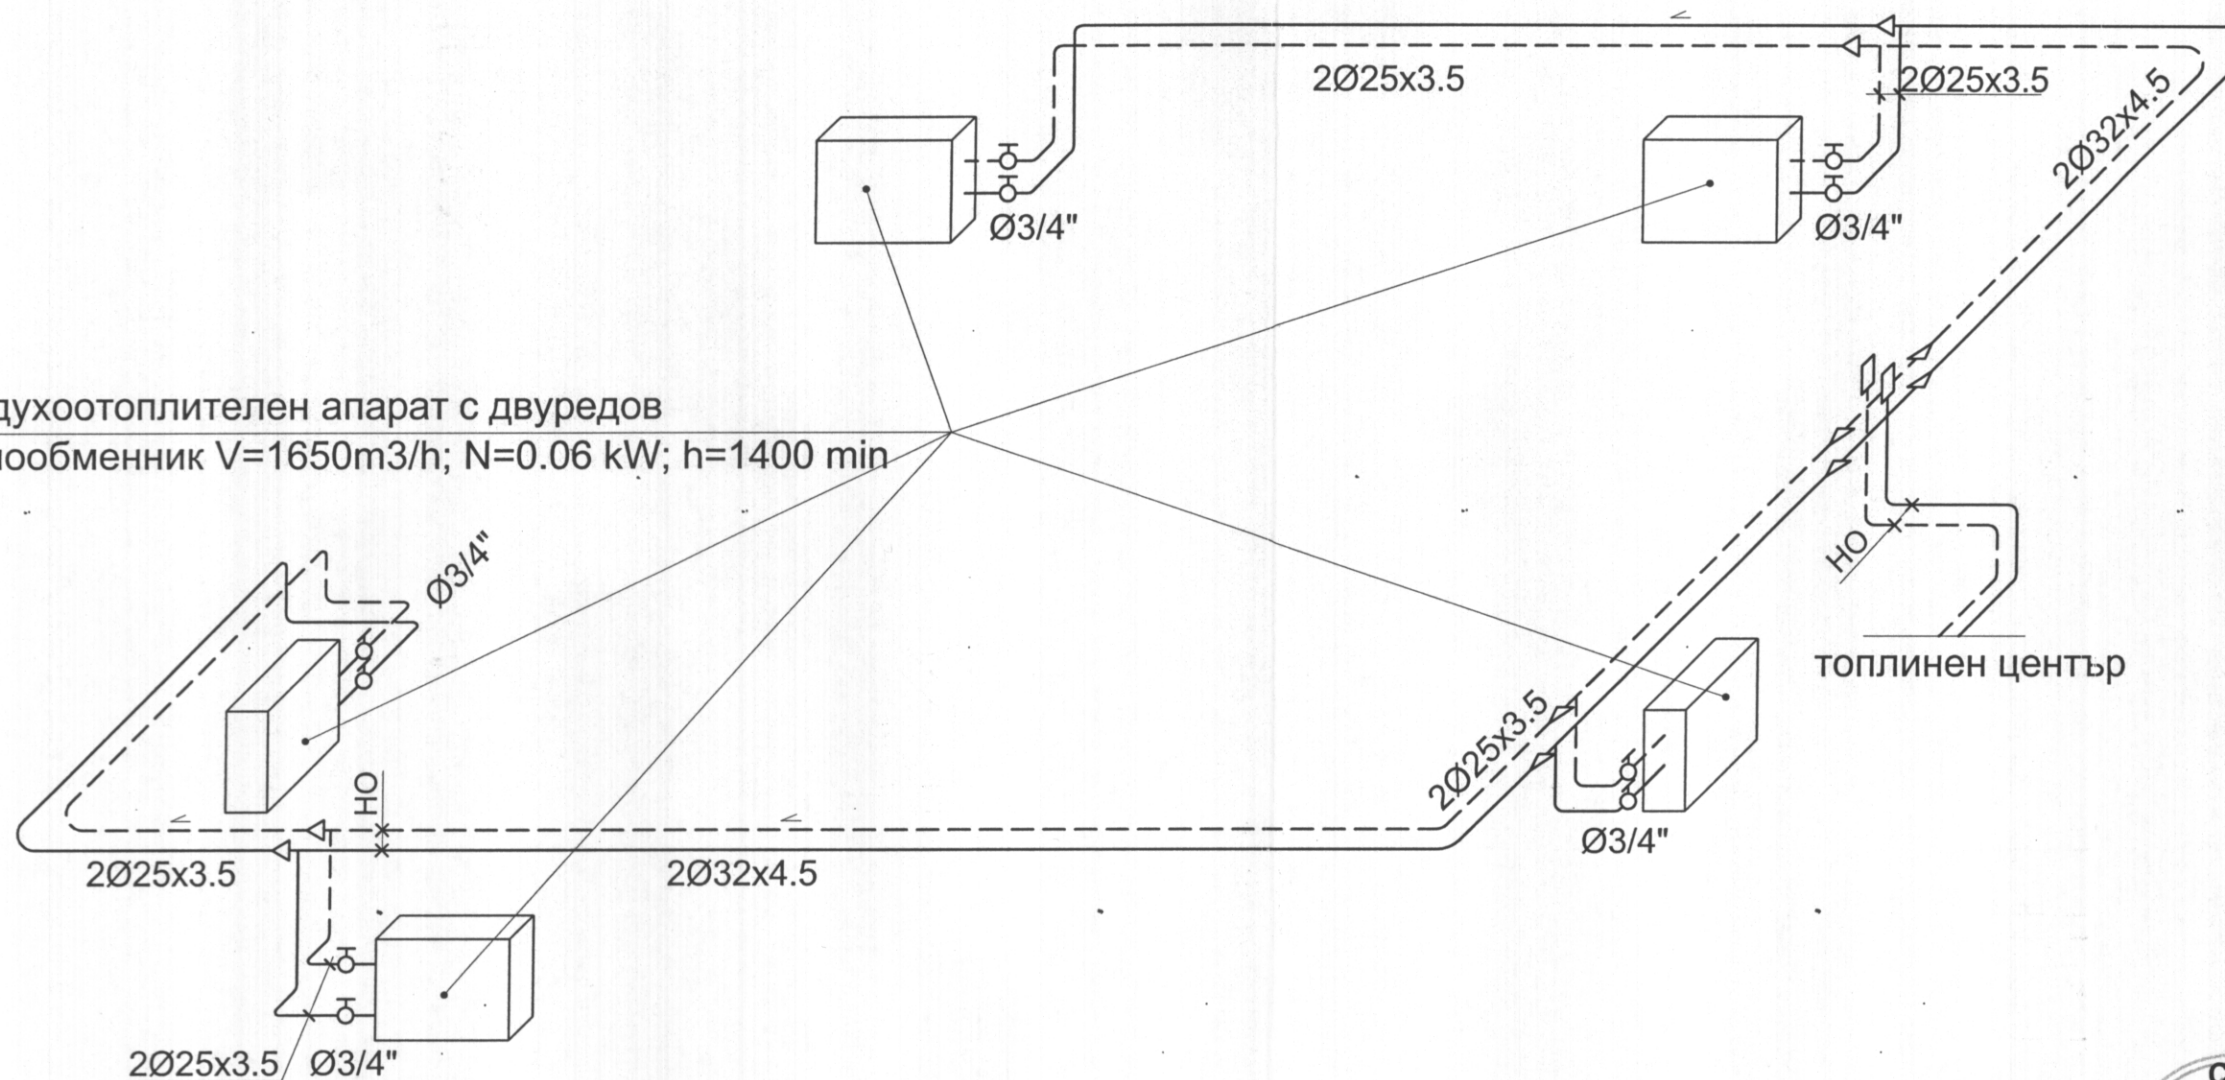 2Ø25x3.5
2Ø25x3.5
2Ø32x4.5
Ø3/4"
Ø3/4"
духоотоплителен апарат с двуредов
лообменник V=1650m3/h; N=0.06 kW; h=1400 min
Ø3/4"
НО
топлинен център
2Ø25x3.5
НО
Ø3/4"
2Ø25x3.5
2Ø32x4.5
2Ø25x3.5
Ø3/4"